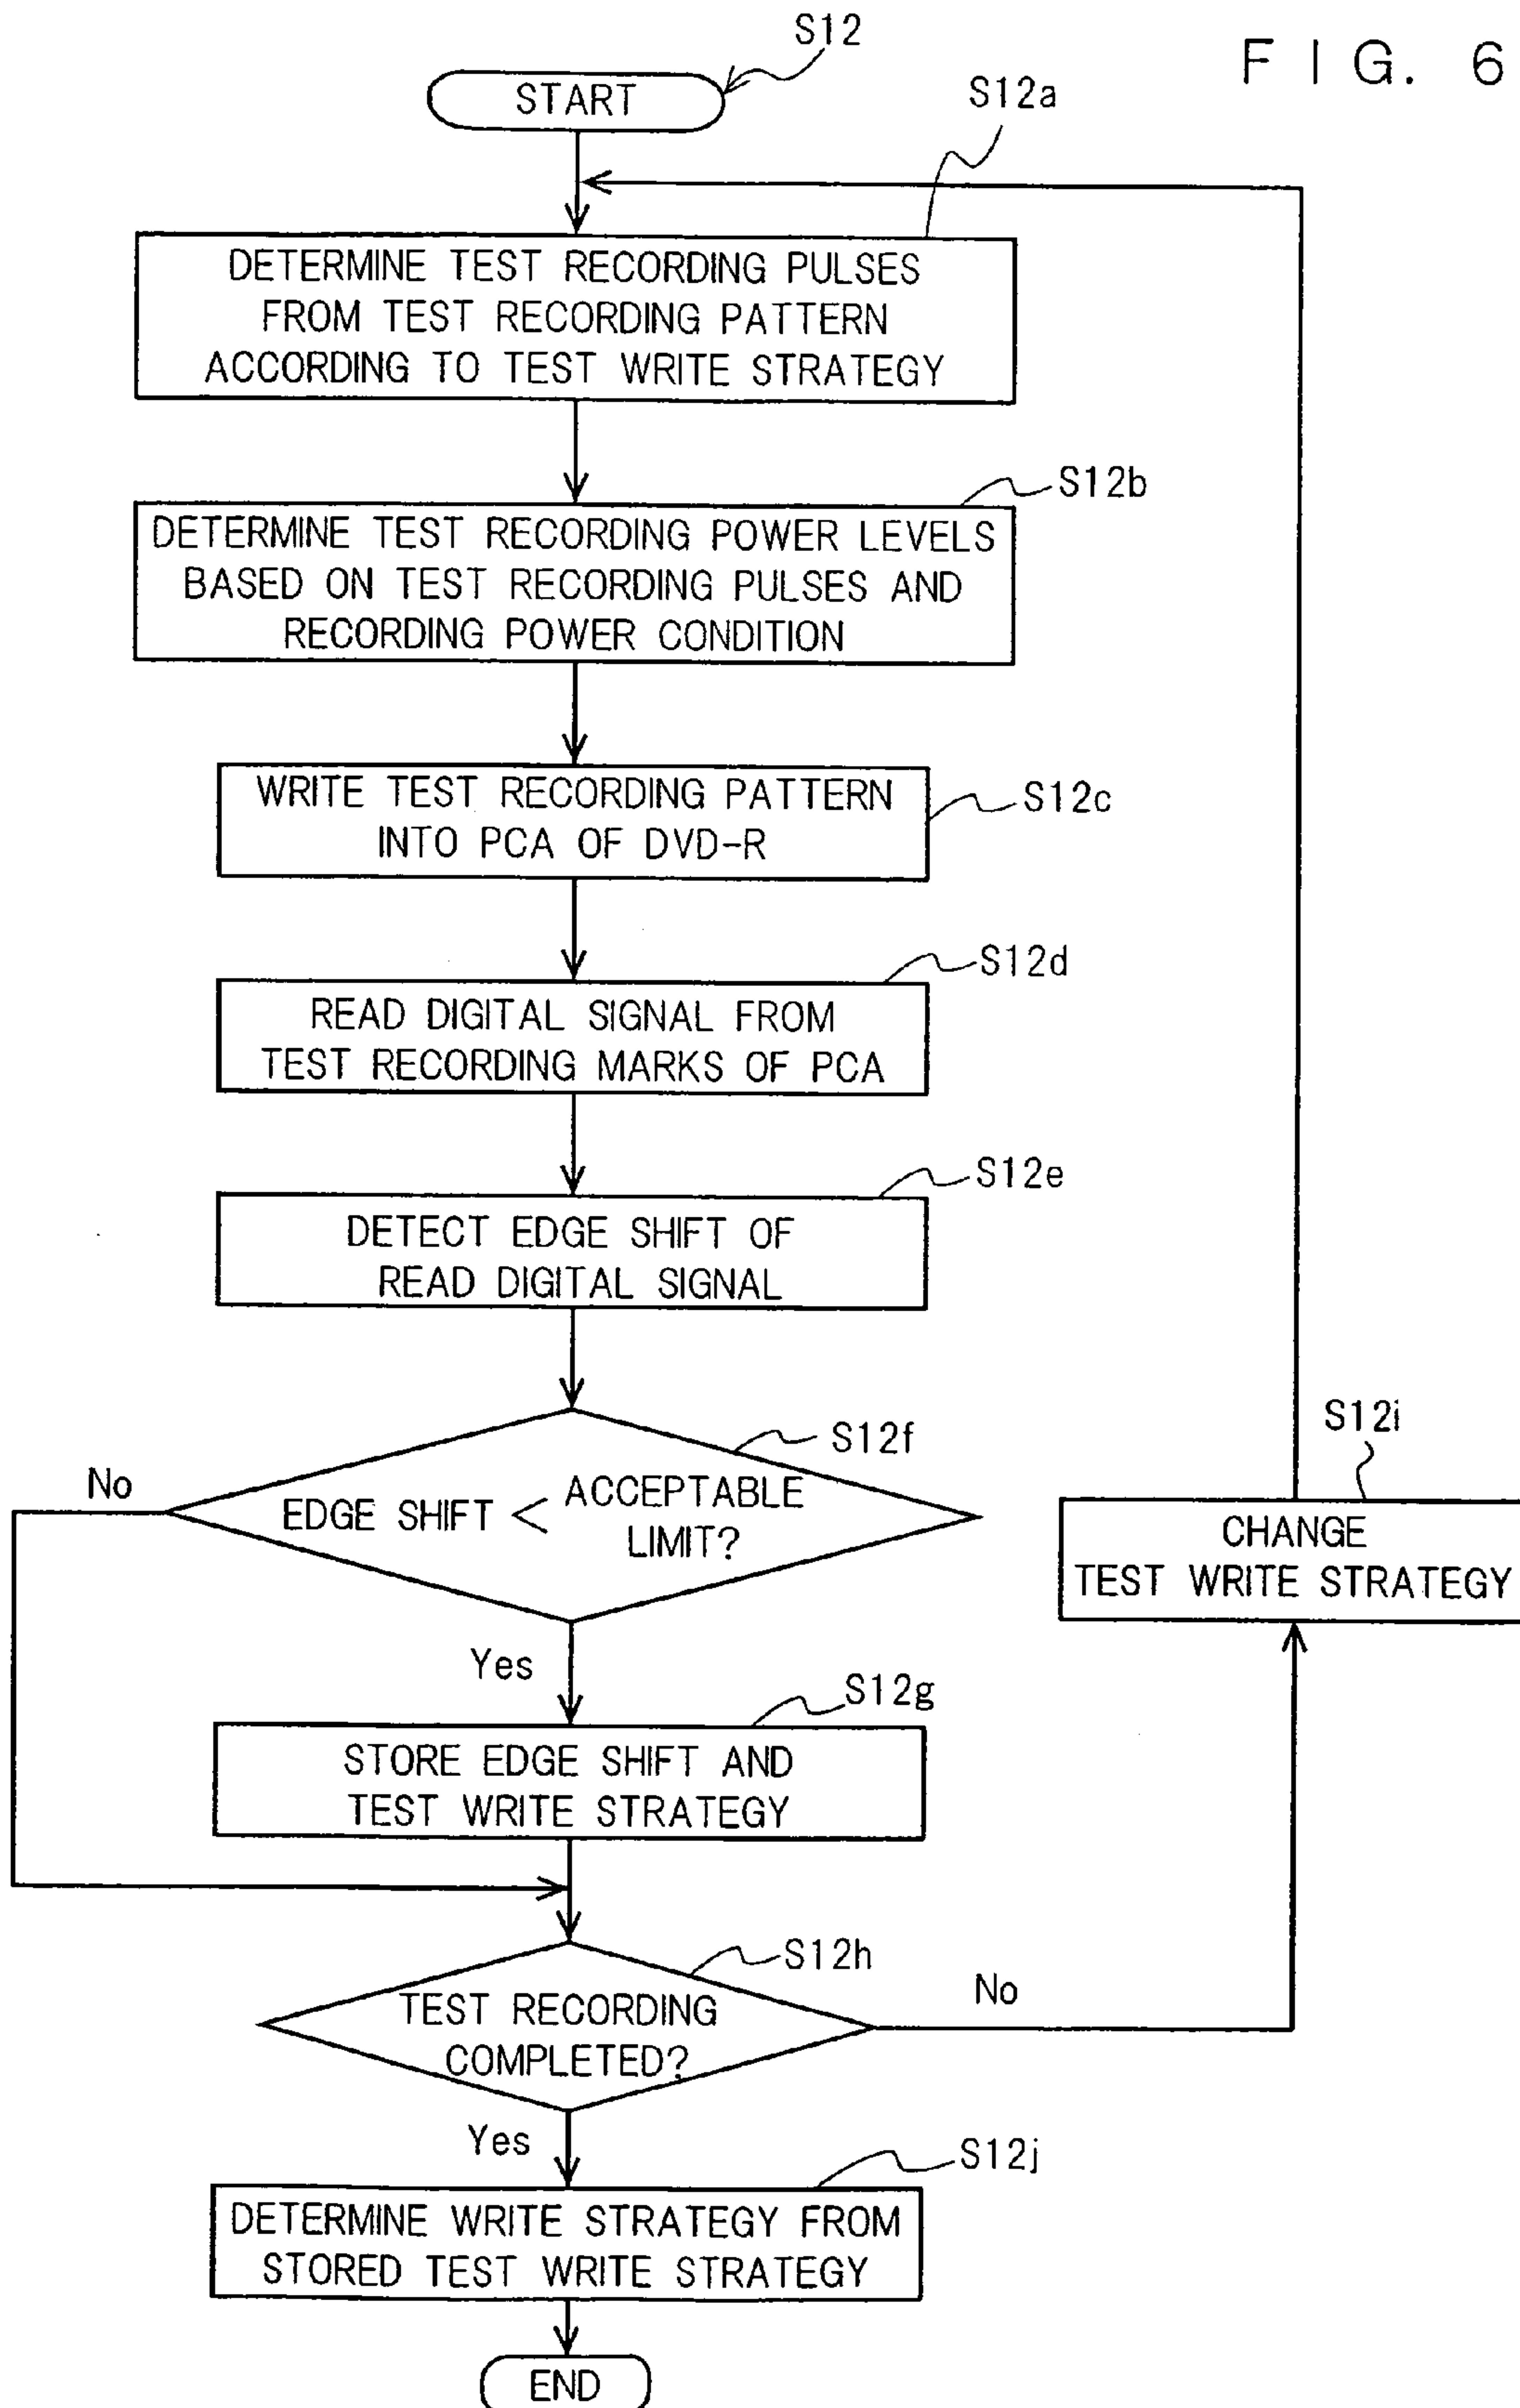 F I G. 6
S12
START
S12a
DETERMINE TEST RECORDING PULSES
FROM TEST RECORDING PATTERN
ACCORDING TO TEST WRITE STRATEGY
S12b
DETERMINE TEST RECORDING POWER LEVELS
BASED ON TEST RECORDING PULSES AND
RECORDING POWER CONDITION
WRITE TEST RECORDING PATTERN
INTO PCA OF DVD-R
S12c
S12d
READ DIGITAL SIGNAL FROM
TEST RECORDING MARKS OF PCA
S12e
DETECT EDGE SHIFT OF
READ DIGITAL SIGNAL
S12f
No
EDGE SHIFT < ACCEPTABLE
LIMIT?
S12i
CHANGE
TEST WRITE STRATEGY
Yes
S12g
STORE EDGE SHIFT AND
TEST WRITE STRATEGY
S12h
TEST RECORDING
COMPLETED?
No
Yes
S12j
DETERMINE WRITE STRATEGY FROM
STORED TEST WRITE STRATEGY
END